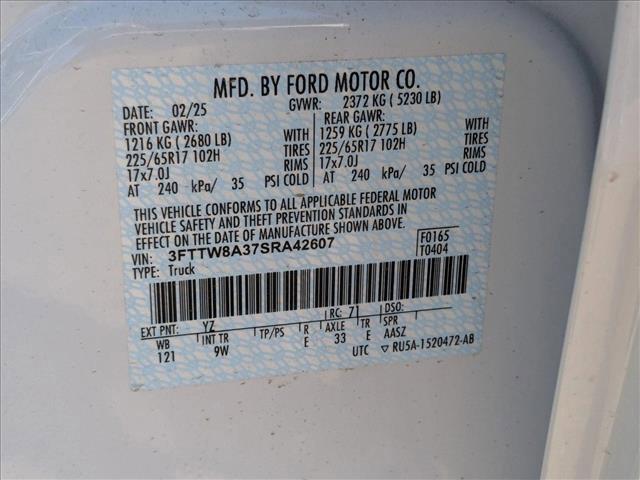 MFD. BY FORD MOTOR CO.
DATE: 02/25 GVWR: 2372 KG ( 5230 LB)
FRONT GAWR: REAR GAWR:
1216 KG ( 2680 LB) WITH 1259 KG ( 2775 LB) WITH
225/65R17 102H TIRES 225/65R17 102H TIRES
17x7.0J RIMS 17x7.0J RIMS
AT 240 kPa/ 35 PSI COLD AT 240 kPa/ 35 PSI COLD
THIS VEHICLE CONFORMS TO ALL APPLICABLE FEDERAL MOTOR
VEHICLE SAFETY AND THEFT PREVENTION STANDARDS IN
EFFECT ON THE DATE OF MANUFACTURE SHOWN ABOVE.
VIN: 3FTTW8A37SRA42607 F0165
TYPE: Truck T0404
EXT PNT: YZ RC: 71 DSO:
WB INT TR TP/PS R AXLE TR SPR
121 9W E 33 E AASZ
UTC ▽ RU5A-1520472-AB